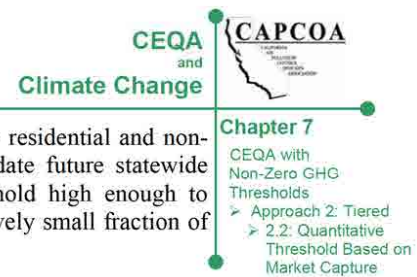 CEQA
and
Climate Change
CAPCOA
residential and non-
date future statewide
hold high enough to
vely small fraction of
Chapter 7
CEQA with
Non-Zero GHG
Thresholds
➢ Approach 2: Tiered
➢ 2.2: Quantitative
Threshold Based on
Market Capture